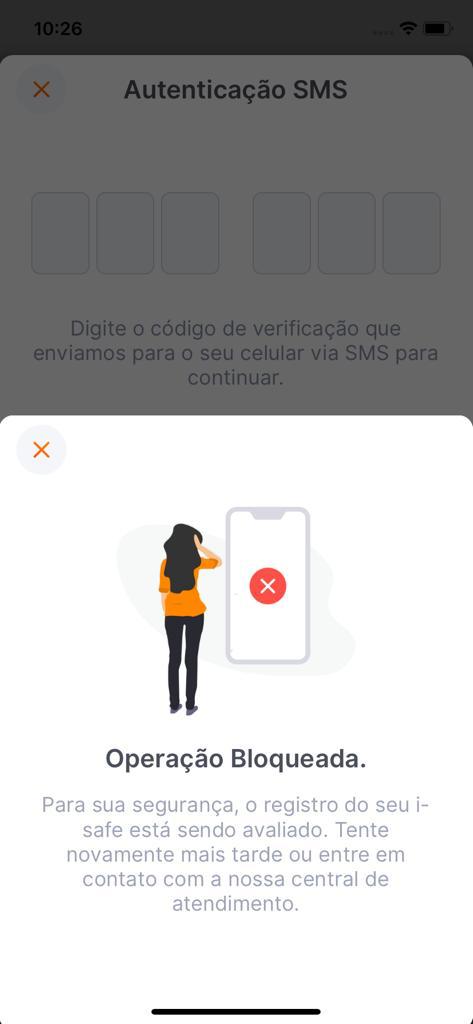 10:26
Autenticação SMS
Digite o código de verificação que
enviamos para o seu celular via SMS para
continuar.
Operação Bloqueada.
Para sua segurança, o registro do seu i-
safe está sendo avaliado. Tente
novamente mais tarde ou entre em
contato com a nossa central de
atendimento.